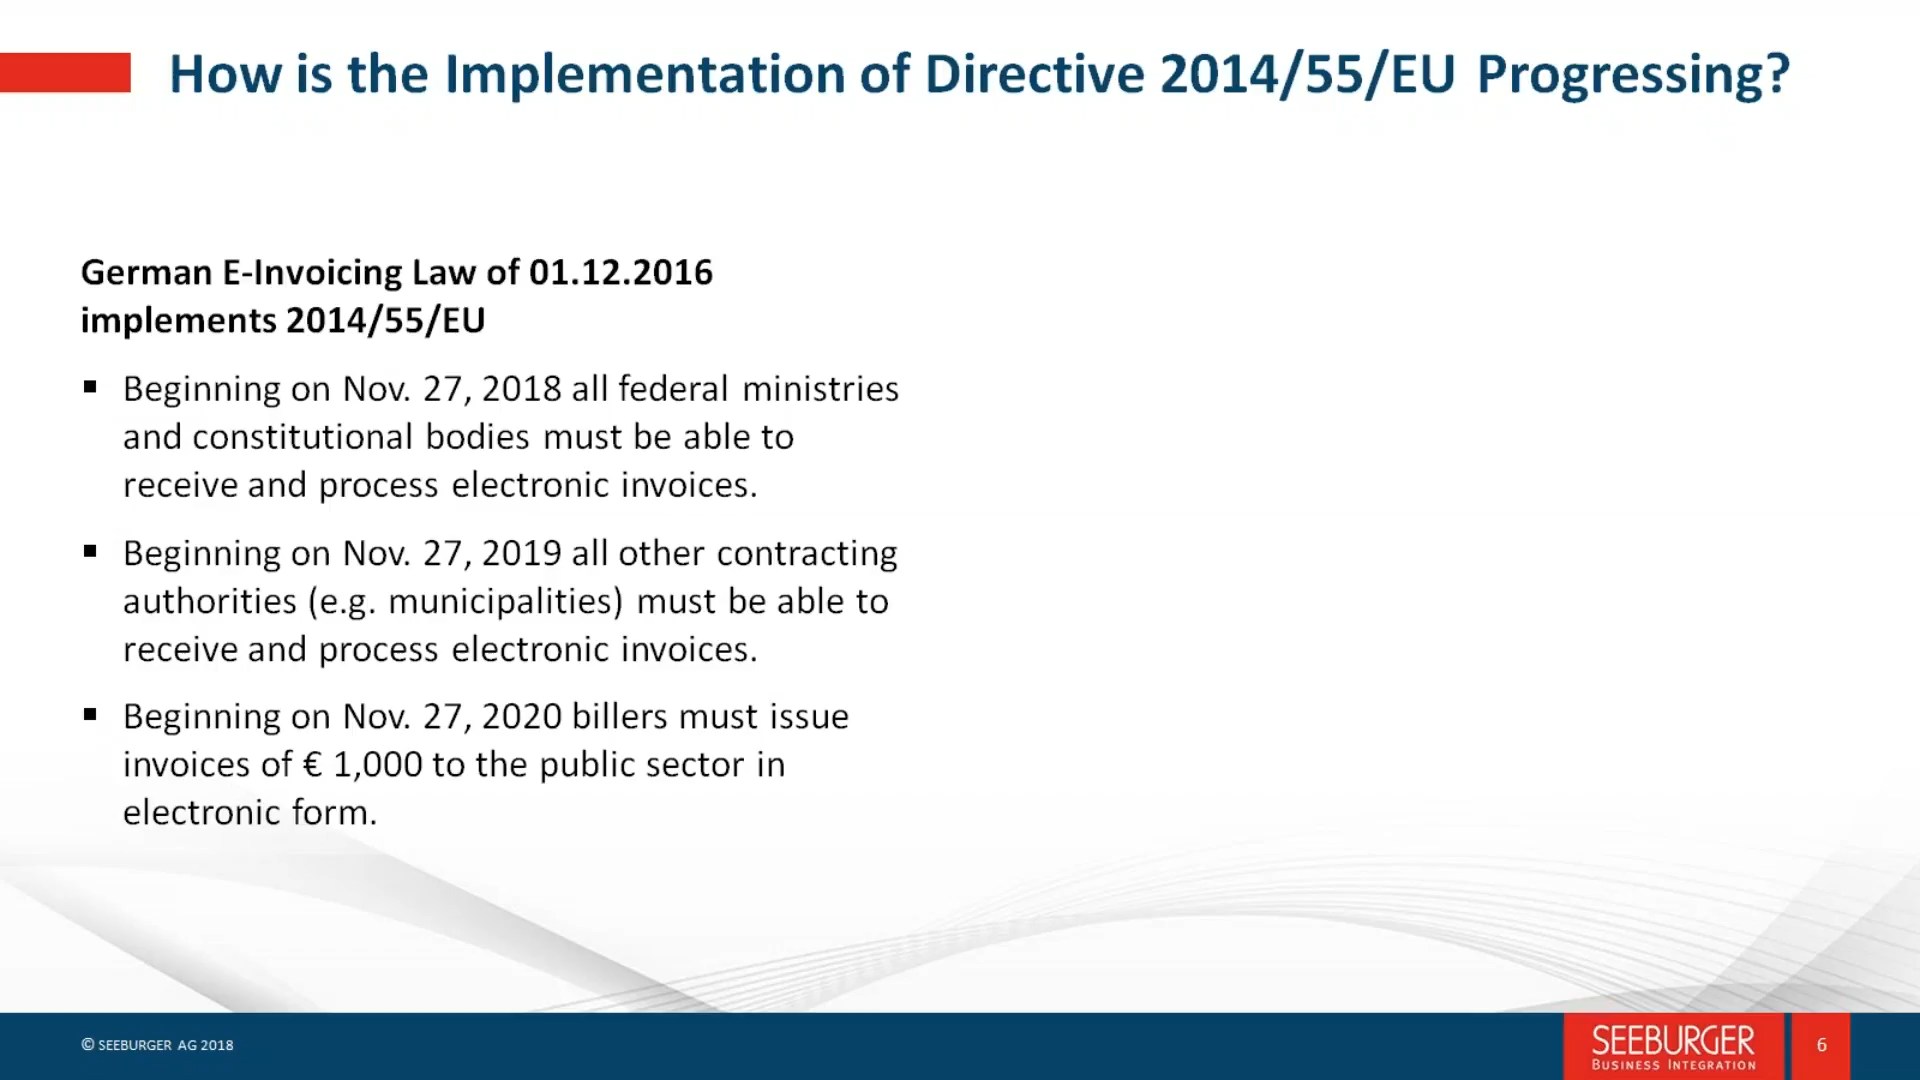 How is the Implementation of Directive 2014/55/EU Progressing?
German E-Invoicing Law of 01.12.2016
implements 2014/55/EU
▪ Beginning on Nov. 27, 2018 all federal ministries
and constitutional bodies must be able to
receive and process electronic invoices.
▪ Beginning on Nov. 27, 2019 all other contracting
authorities (e.g. municipalities) must be able to
receive and process electronic invoices.
▪ Beginning on Nov. 27, 2020 billers must issue
invoices of € 1,000 to the public sector in
electronic form.
© SEEBURGER AG 2018
SEEBURGER
BUSINESS INTEGRATION
6